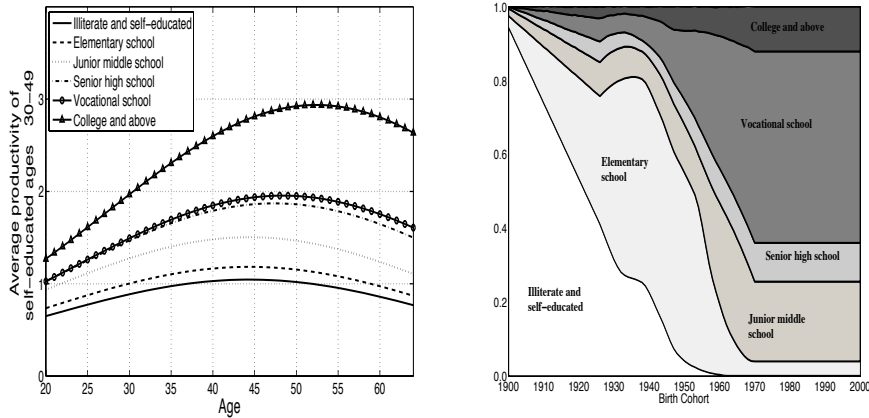 Illiterate and self-educated
Elementary school
Junior middle school
Senior high school
Vocational school
College and above
Average productivity of
self-educated ages 30-49
3
2
1
0
20 25 30 35 40 45 50 55 60
Age
1.0
0.8
0.6
0.4
0.2
0.0
College and above
Vocational school
Elementary
school
Senior high school
Illiterate and
self-educated
Junior middle
school
1900 1910 1920 1930 1940 1950 1960 1970 1980 1990 2000
Birth Cohort